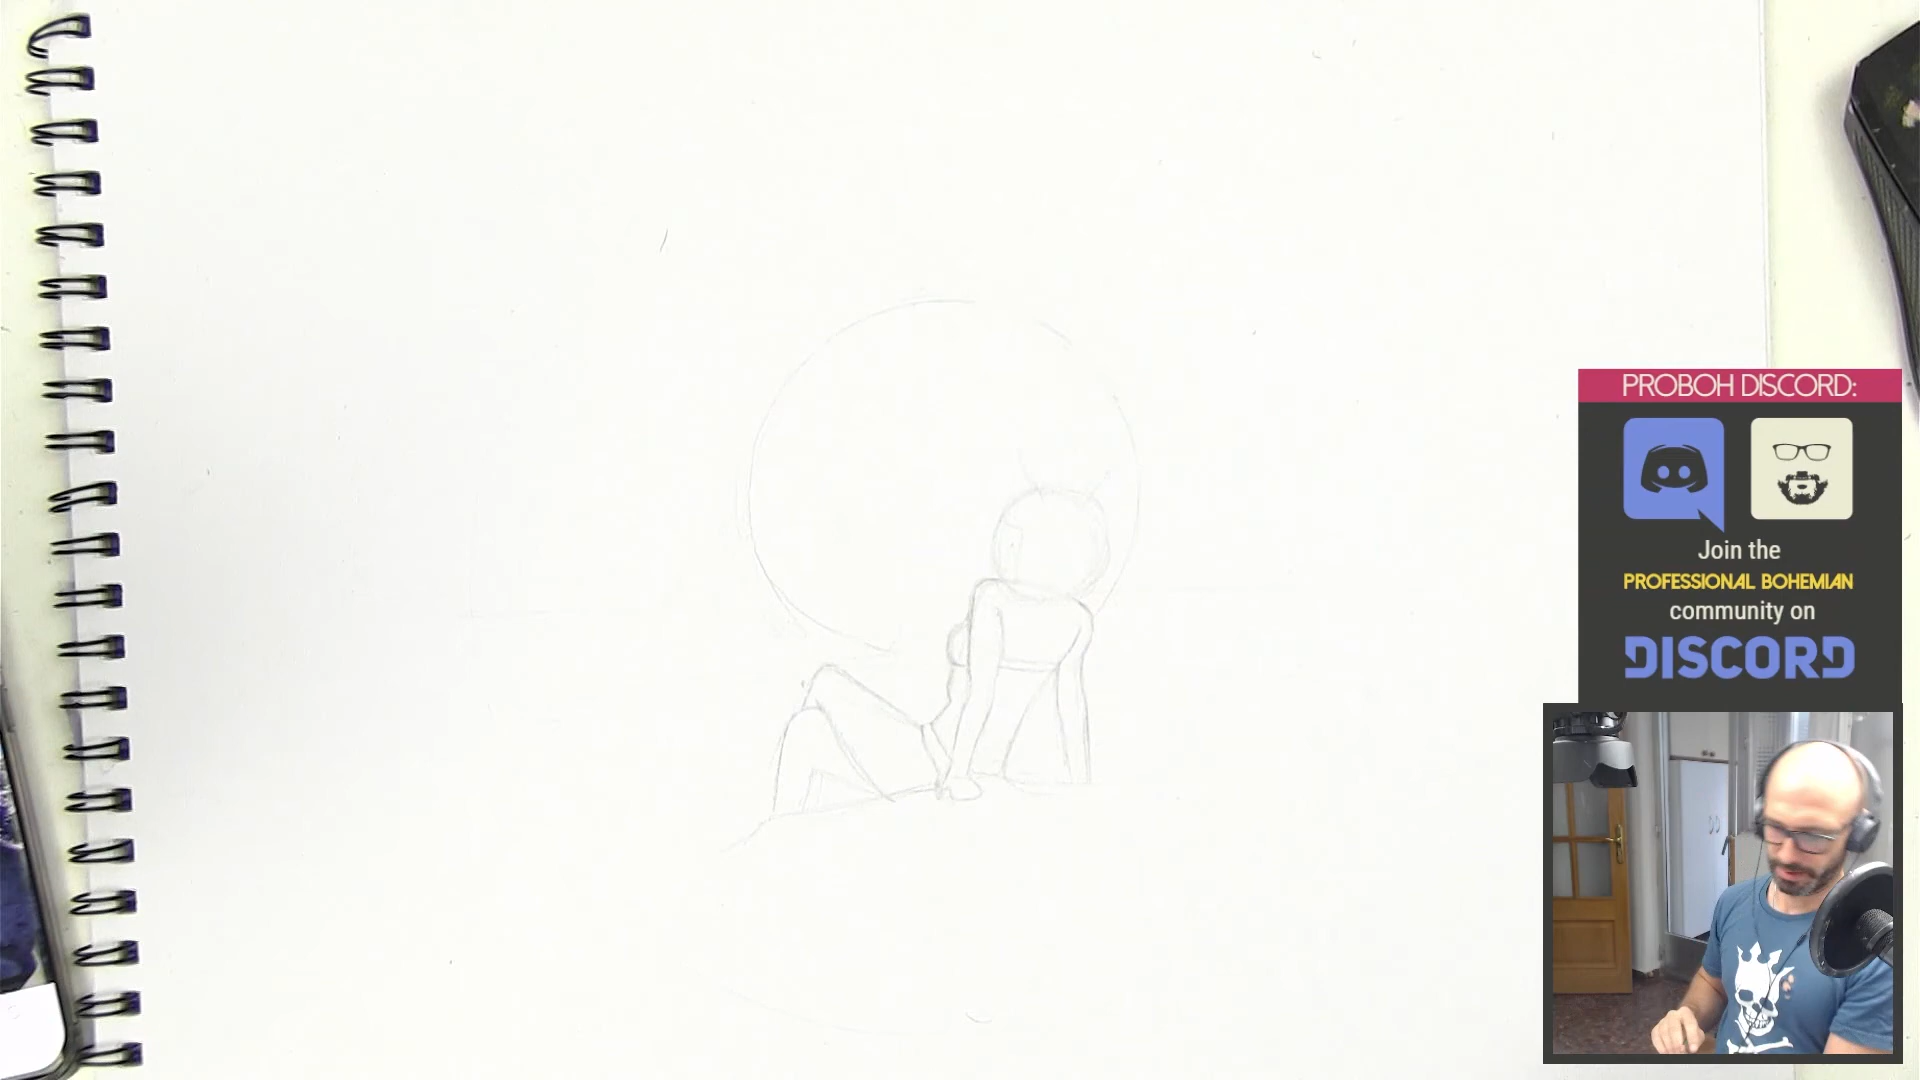 PROBOH DISCORD:
Join the
PROFESSIONAL BOHEMIAN
community on
DISCORD